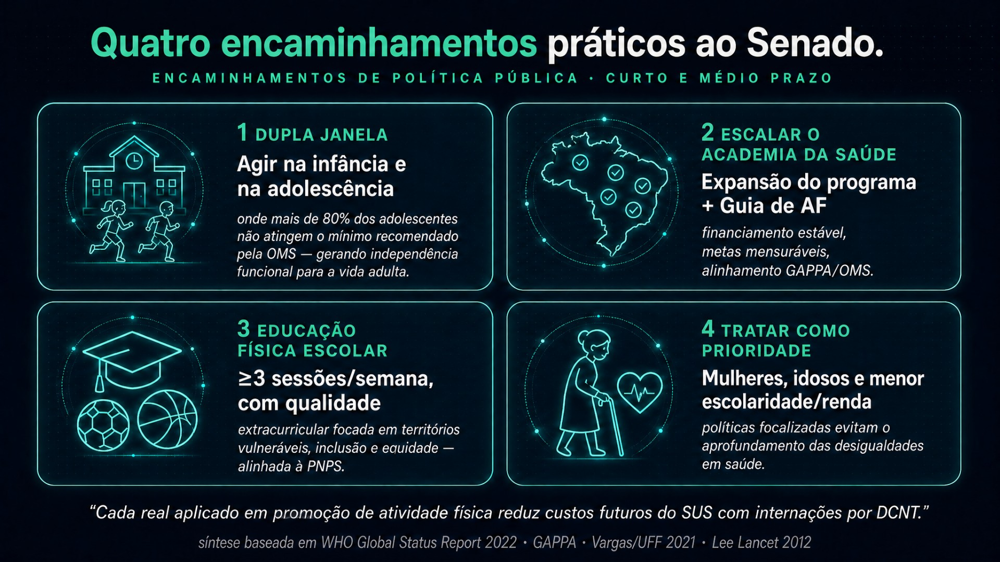 Quatro encaminhamentos práticos ao Senado.
ENCAMINHAMENTOS DE POLÍTICA PÚBLICA · CURTO E MÉDIO PRAZO
1 DUPLA JANELA
Agir na infância e
na adolescência
onde mais de 80% dos adolescentes
não atingem o mínimo recomendado
pela OMS — gerando independência
funcional para a vida adulta.
2 ESCALAR O
ACADEMIA DA SAÚDE
Expansão do programa
+ Guia de AF
financiamento estável,
metas mensuráveis,
alinhamento GAPPA/OMS.
3 EDUCAÇÃO
FÍSICA ESCOLAR
≥3 sessões/semana,
com qualidade
extracurricular focada em territórios
vulneráveis, inclusão e equidade —
alinhada à PNPS.
4 TRATAR COMO
PRIORIDADE
Mulheres, idosos e menor
escolaridade/renda
políticas focalizadas evitam o
aprofundamento das desigualdades
em saúde.
“Cada real aplicado em promoção de atividade física reduz custos futuros do SUS com internações por DCNT.”
síntese baseada em WHO Global Status Report 2022 • GAPPA • Vargas/UFF 2021 • Lee Lancet 2012